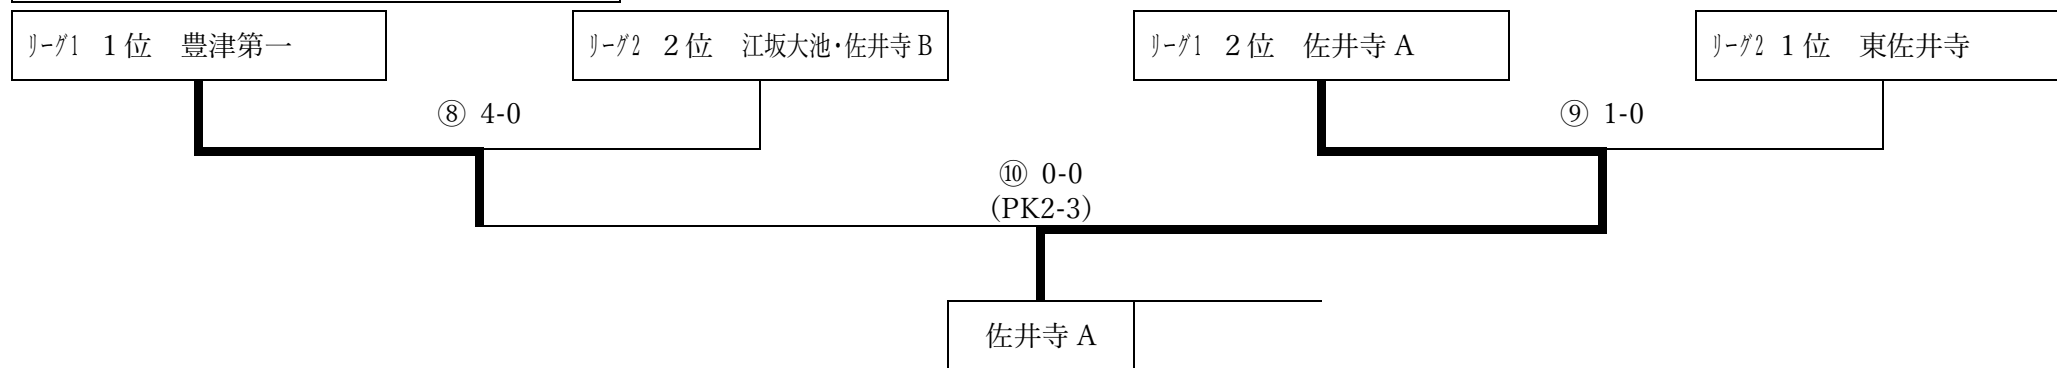 ﾘｰｸﾞ1　１位　豊津第一
ﾘｰｸﾞ2　２位　江坂大池･佐井寺Ｂ
ﾘｰｸﾞ1　２位　佐井寺Ａ
ﾘｰｸﾞ2　１位　東佐井寺
⑧ 4-0
⑨ 1-0
⑩ 0-0
(PK2-3)
佐井寺Ａ